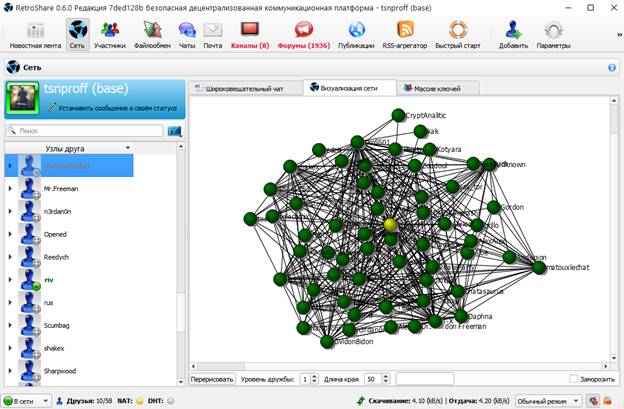 RetroShare 0.6.0 Редакция 7ded128b безопасная децентрализованная коммуникационная платформа - tsnproff (base)
Новостная лента Сеть Участники Файлообмен Чаты Почта Каналы (8) Форумы (1936) Публикации RSS-агрегатор Быстрый старт Добавить Параметры »
Сеть
tsnproff (base)
Установить сообщение о своём статусе
Широковещательный чат Визуализация сети Массив ключей
Поиск
Узлы друга
Mr.Freeman
n3rdan0n
Opened
Reedych
riv
rus
Scumbag
shakex
Sharpwood
CryptAnalitic
kak
Kotyara
Gordon
matouxlechat
Chatasaurus
Daphna
Dr. Gordon Freeman
OvidonBidon
Перерисовать Уровень дружбы: 1 Длина края 50 Заморозить
В сети Друзья: 10/58 NAT: DHT: Скачивание: 4.10 (kB/s) | Отдача: 4.20 (kB/s) Обычный режим